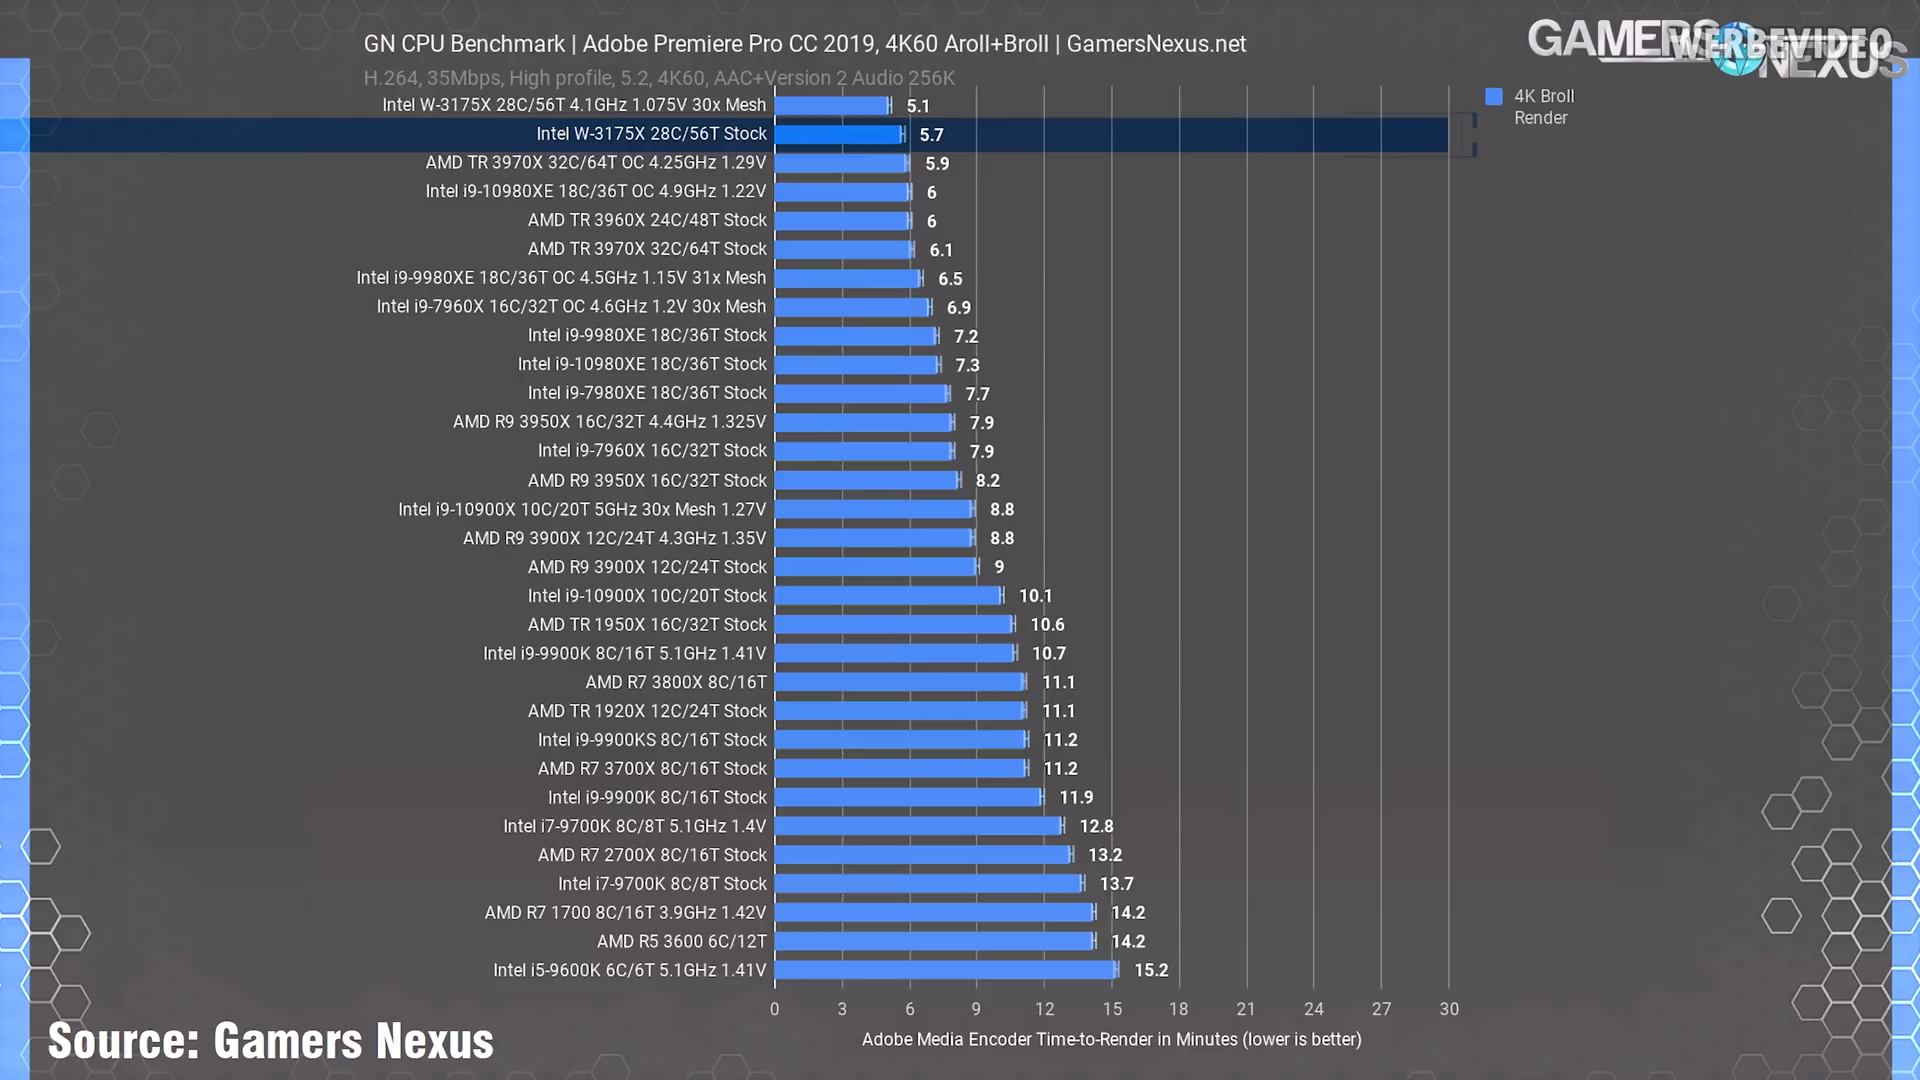 GN CPU Benchmark | Adobe Premiere Pro CC 2019, 4K60 Aroll+Broll | GamersNexus.net
GAMERS NEXUS
WERBEVIDEO
H.264, 35Mbps, High profile, 5.2, 4K60, AAC+Version 2 Audio 256K
4K Broll
Render
Intel W-3175X 28C/56T 4.1GHz 1.075V 30x Mesh 5.1
Intel W-3175X 28C/56T Stock 5.7
AMD TR 3970X 32C/64T OC 4.25GHz 1.29V 5.9
Intel i9-10980XE 18C/36T OC 4.9GHz 1.22V 6
AMD TR 3960X 24C/48T Stock 6
AMD TR 3970X 32C/64T Stock 6.1
Intel i9-9980XE 18C/36T OC 4.5GHz 1.15V 31x Mesh 6.5
Intel i9-7960X 16C/32T OC 4.6GHz 1.2V 30x Mesh 6.9
Intel i9-9980XE 18C/36T Stock 7.2
Intel i9-10980XE 18C/36T Stock 7.3
Intel i9-7980XE 18C/36T Stock 7.7
AMD R9 3950X 16C/32T 4.4GHz 1.325V 7.9
Intel i9-7960X 16C/32T Stock 7.9
AMD R9 3950X 16C/32T Stock 8.2
Intel i9-10900X 10C/20T 5GHz 30x Mesh 1.27V 8.8
AMD R9 3900X 12C/24T 4.3GHz 1.35V 8.8
AMD R9 3900X 12C/24T Stock 9
Intel i9-10900X 10C/20T Stock 10.1
AMD TR 1950X 16C/32T Stock 10.6
Intel i9-9900K 8C/16T 5.1GHz 1.41V 10.7
AMD R7 3800X 8C/16T 11.1
AMD TR 1920X 12C/24T Stock 11.1
Intel i9-9900KS 8C/16T Stock 11.2
AMD R7 3700X 8C/16T Stock 11.2
Intel i9-9900K 8C/16T Stock 11.9
Intel i7-9700K 8C/8T 5.1GHz 1.4V 12.8
AMD R7 2700X 8C/16T Stock 13.2
Intel i7-9700K 8C/8T Stock 13.7
AMD R7 1700 8C/16T 3.9GHz 1.42V 14.2
AMD R5 3600 6C/12T 14.2
Intel i5-9600K 6C/6T 5.1GHz 1.41V 15.2
0 3 6 9 12 15 18 21 24 27 30
Adobe Media Encoder Time-to-Render in Minutes (lower is better)
Source: Gamers Nexus